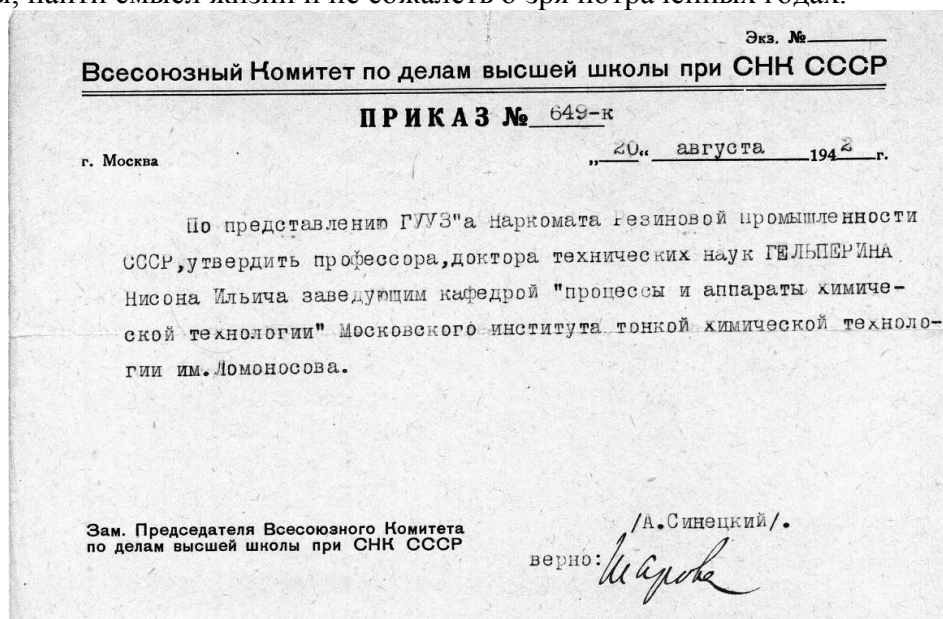 найти смысл жизни и не сожалеть о зря потраченных годах.
Экз. №
Всесоюзный Комитет по делам высшей школы при СНК СССР
ПРИКАЗ № 649-к
г. Москва „20“ августа 1942 г.
По представлению ГУУЗ"а Наркомата Резиновой промышленности
СССР,утвердить профессора,доктора технических наук ГЕЛЬПЕРИНА
Нисона Ильича заведующим кафедрой "процессы и аппараты химиче-
ской технологии" Московского института тонкой химической техноло-
гии им.Ломоносова.
/А.Синецкий/.
Зам. Председателя Всесоюзного Комитета
по делам высшей школы при СНК СССР
верно: